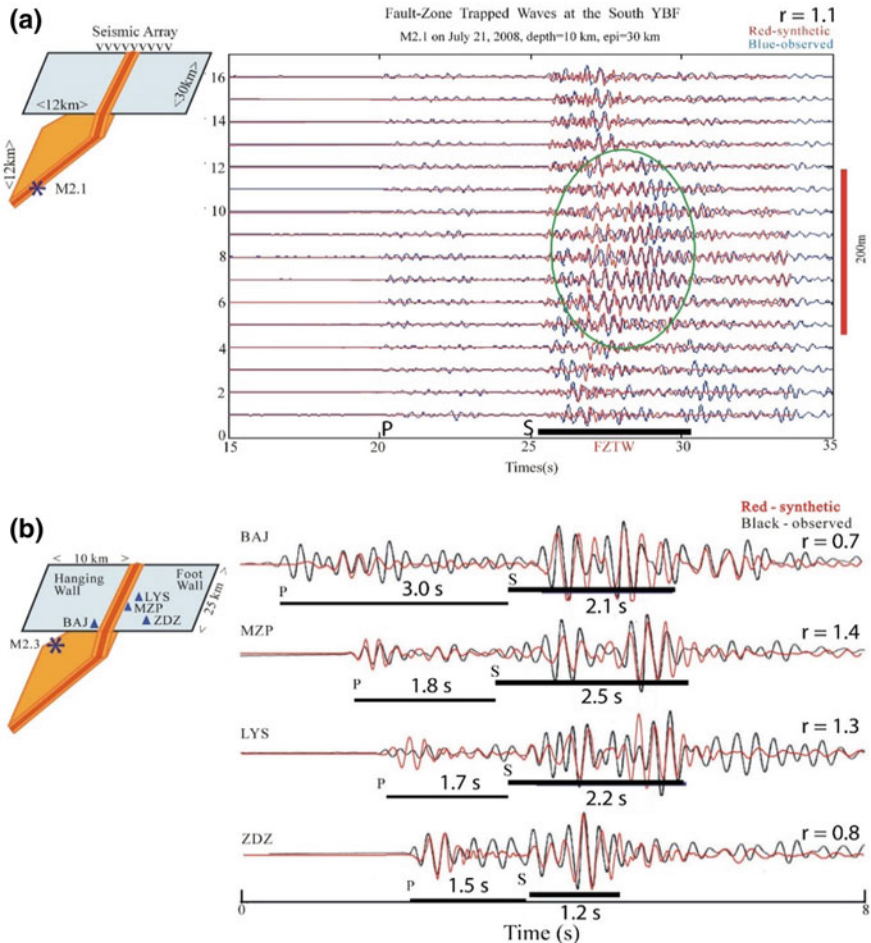 (a)
Seismic Array
VVVVVVVVV
<12km>
<30km>
<12km>
M2.1
Fault-Zone Trapped Waves at the South YBF
M2.1 on July 21, 2008, depth=10 km, epi=30 km
r = 1.1
Red-synthetic
Blue-observed
16
14
12
10
8
6
4
2
0
P
S
15
20
25
FZTW
30
35
Times(s)
200m
(b)
< 10 km >
Hanging
Wall
Foot
Wall
< 25 km >
LYS
MZP
BAJ
ZDZ
M2.3
Red - synthetic
Black - observed
BAJ
r = 0.7
P
3.0 s
S
2.1 s
MZP
r = 1.4
P
1.8 s
S
2.5 s
LYS
r = 1.3
P
1.7 s
S
2.2 s
ZDZ
r = 0.8
P
1.5 s
S
1.2 s
0
8
Time (s)